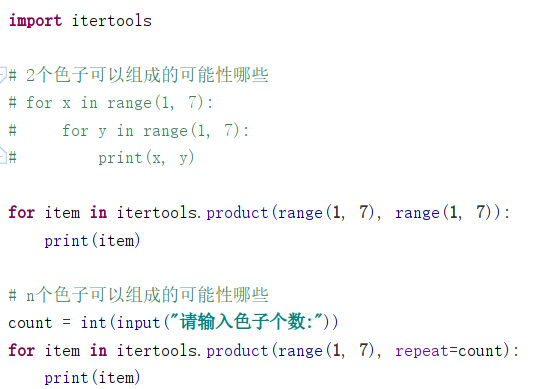 import itertools
# 2个色子可以组成的可能性哪些
# for x in range(1, 7):
#     for y in range(1, 7):
#         print(x, y)
for item in itertools.product(range(1, 7), range(1, 7)):
    print(item)
# n个色子可以组成的可能性哪些
count = int(input("请输入色子个数:"))
for item in itertools.product(range(1, 7), repeat=count):
    print(item)